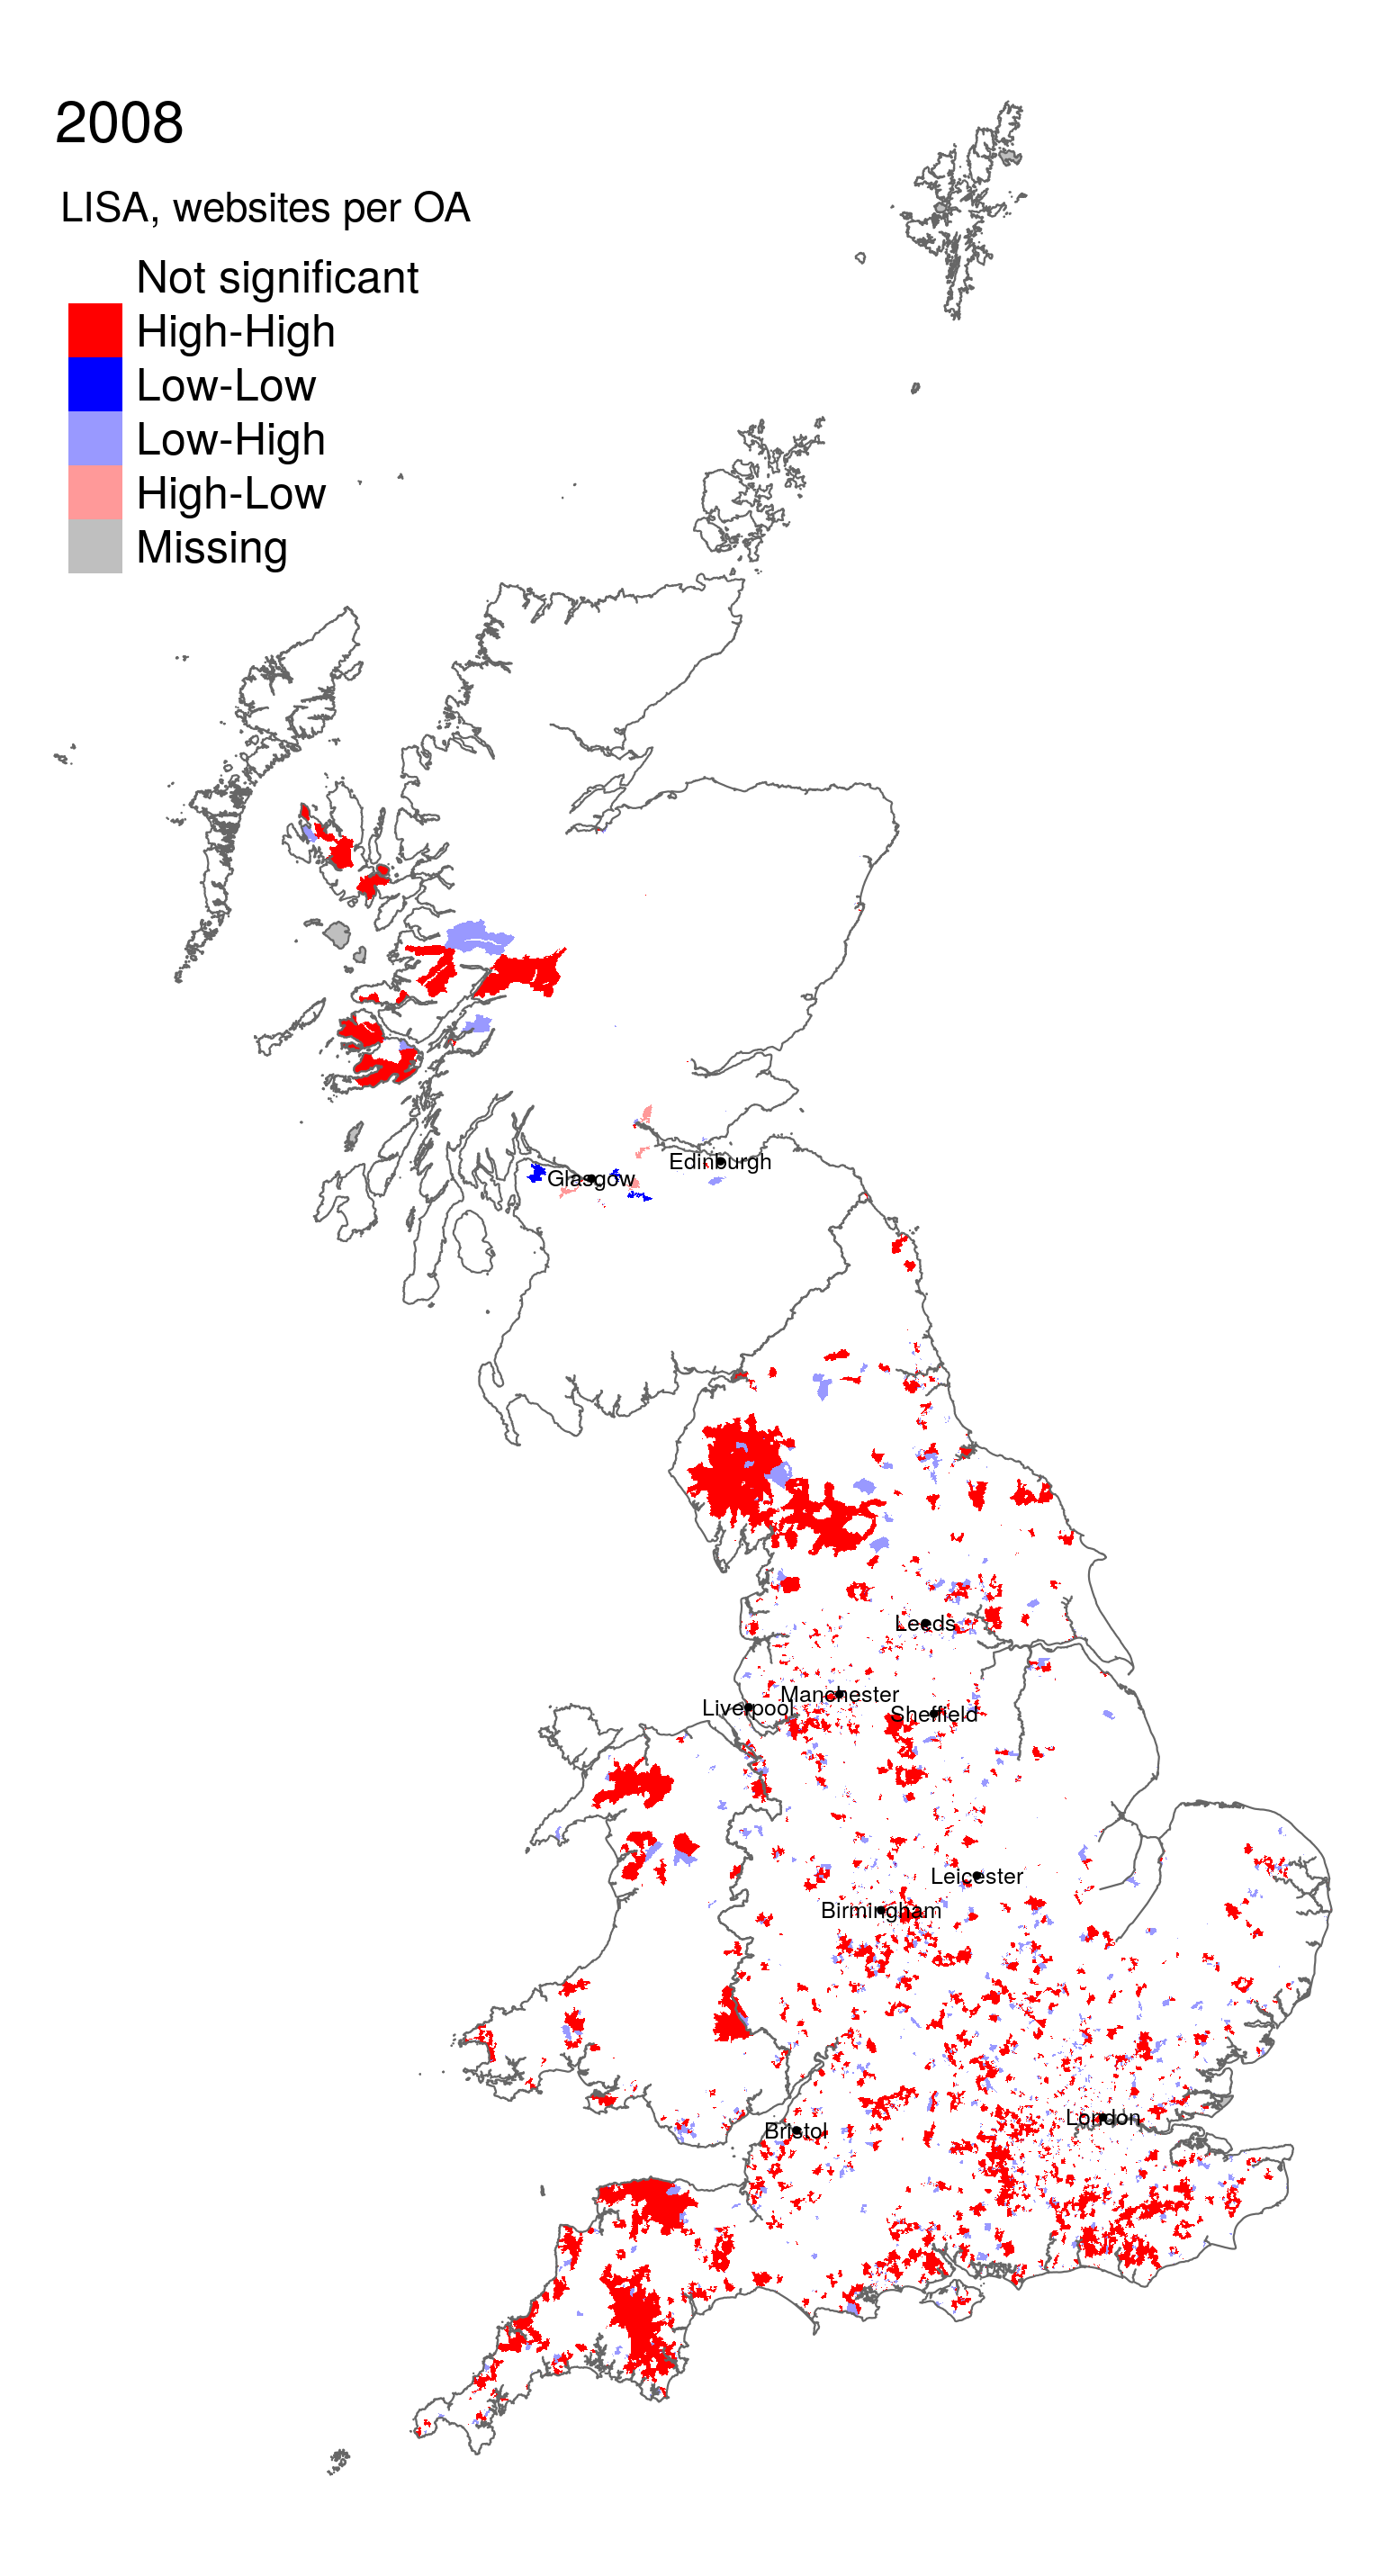 2008
LISA, websites per OA
Not significant
High-High
Low-Low
Low-High
High-Low
Missing
Edinburgh
Glasgow
Leeds
Manchester
Liverpool
Sheffield
Leicester
Birmingham
London
Bristol